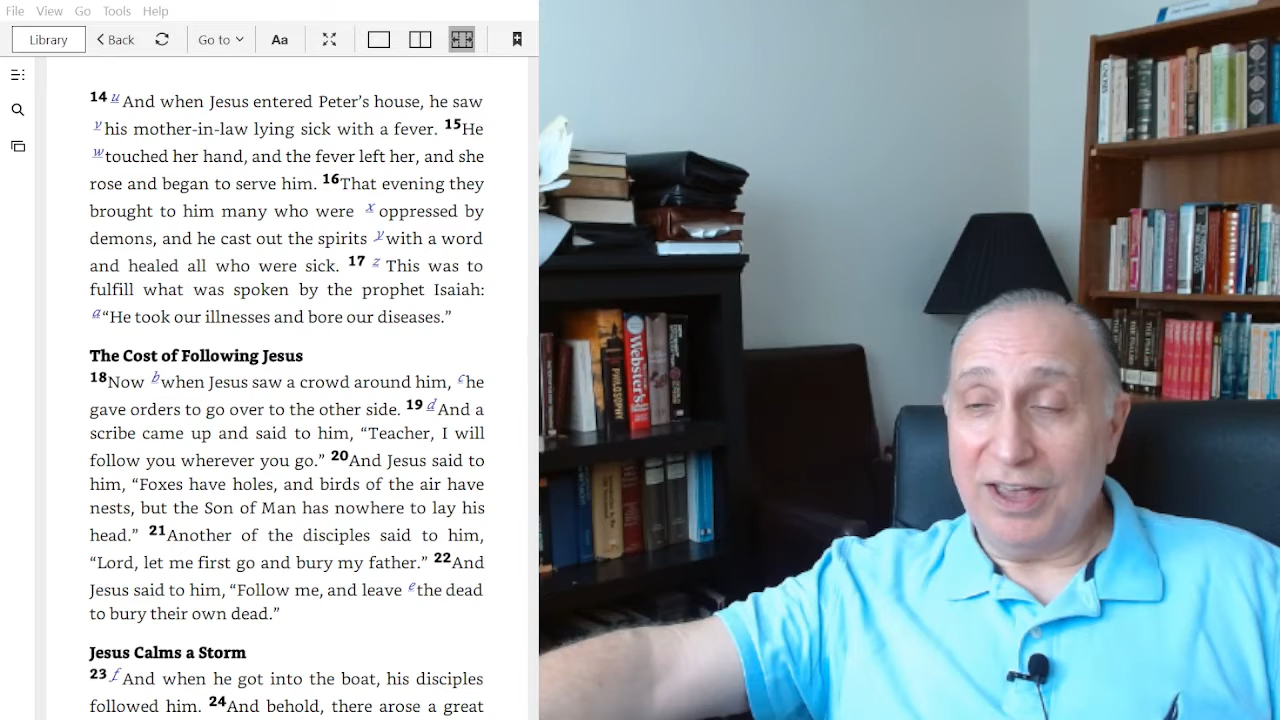 File View Go Tools Help
Library Back Go to Aa
14 u And when Jesus entered Peter’s house, he saw
v his mother-in-law lying sick with a fever. 15 He
w touched her hand, and the fever left her, and she
rose and began to serve him. 16 That evening they
brought to him many who were x oppressed by
demons, and he cast out the spirits y with a word
and healed all who were sick. 17 z This was to
fulfill what was spoken by the prophet Isaiah:
a “He took our illnesses and bore our diseases.”
The Cost of Following Jesus
18 Now b when Jesus saw a crowd around him, c he
gave orders to go over to the other side. 19 d And a
scribe came up and said to him, “Teacher, I will
follow you wherever you go.” 20 And Jesus said to
him, “Foxes have holes, and birds of the air have
nests, but the Son of Man has nowhere to lay his
head.” 21 Another of the disciples said to him,
“Lord, let me first go and bury my father.” 22 And
Jesus said to him, “Follow me, and leave e the dead
to bury their own dead.”
Jesus Calms a Storm
23 f And when he got into the boat, his disciples
followed him. 24 And behold, there arose a great
PHILOSOPHY
Webster's